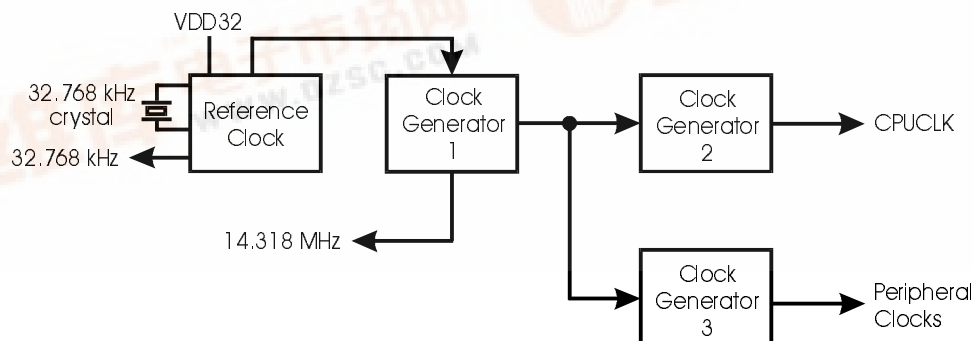 VDD32
32.768 kHz
crystal
32.768 kHz
Reference
Clock
Clock
Generator
1
14.318 MHz
Clock
Generator
2
CPUCLK
Clock
Generator
3
Peripheral
Clocks